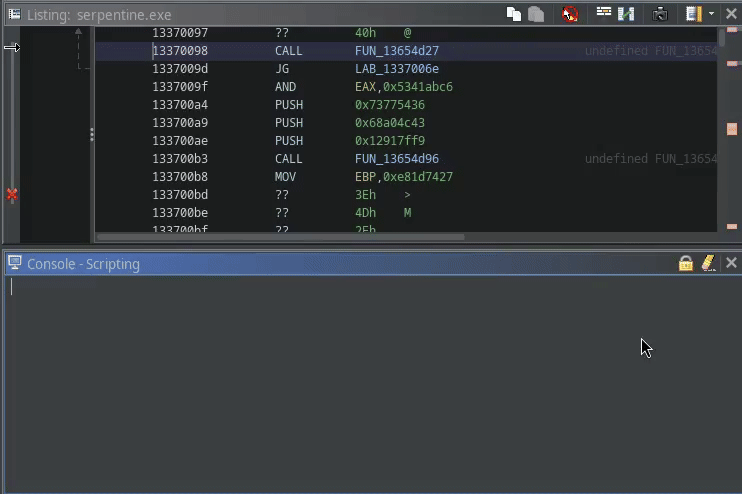 Listing: serpentine.exe
13370097 ?? 40h @
13370098 CALL FUN_13654d27 undefined FUN_13654
1337009d JG LAB_1337006e
1337009f AND EAX,0x5341abc6
133700a4 PUSH 0x73775436
133700a9 PUSH 0x68a04c43
133700ae PUSH 0x12917ff9
133700b3 CALL FUN_13654d96 undefined FUN_13654
133700b8 MOV EBP,0xe81d7427
133700bd ?? 3Eh >
133700be ?? 4Dh M
133700bf ?? 2Eh
Console - Scripting